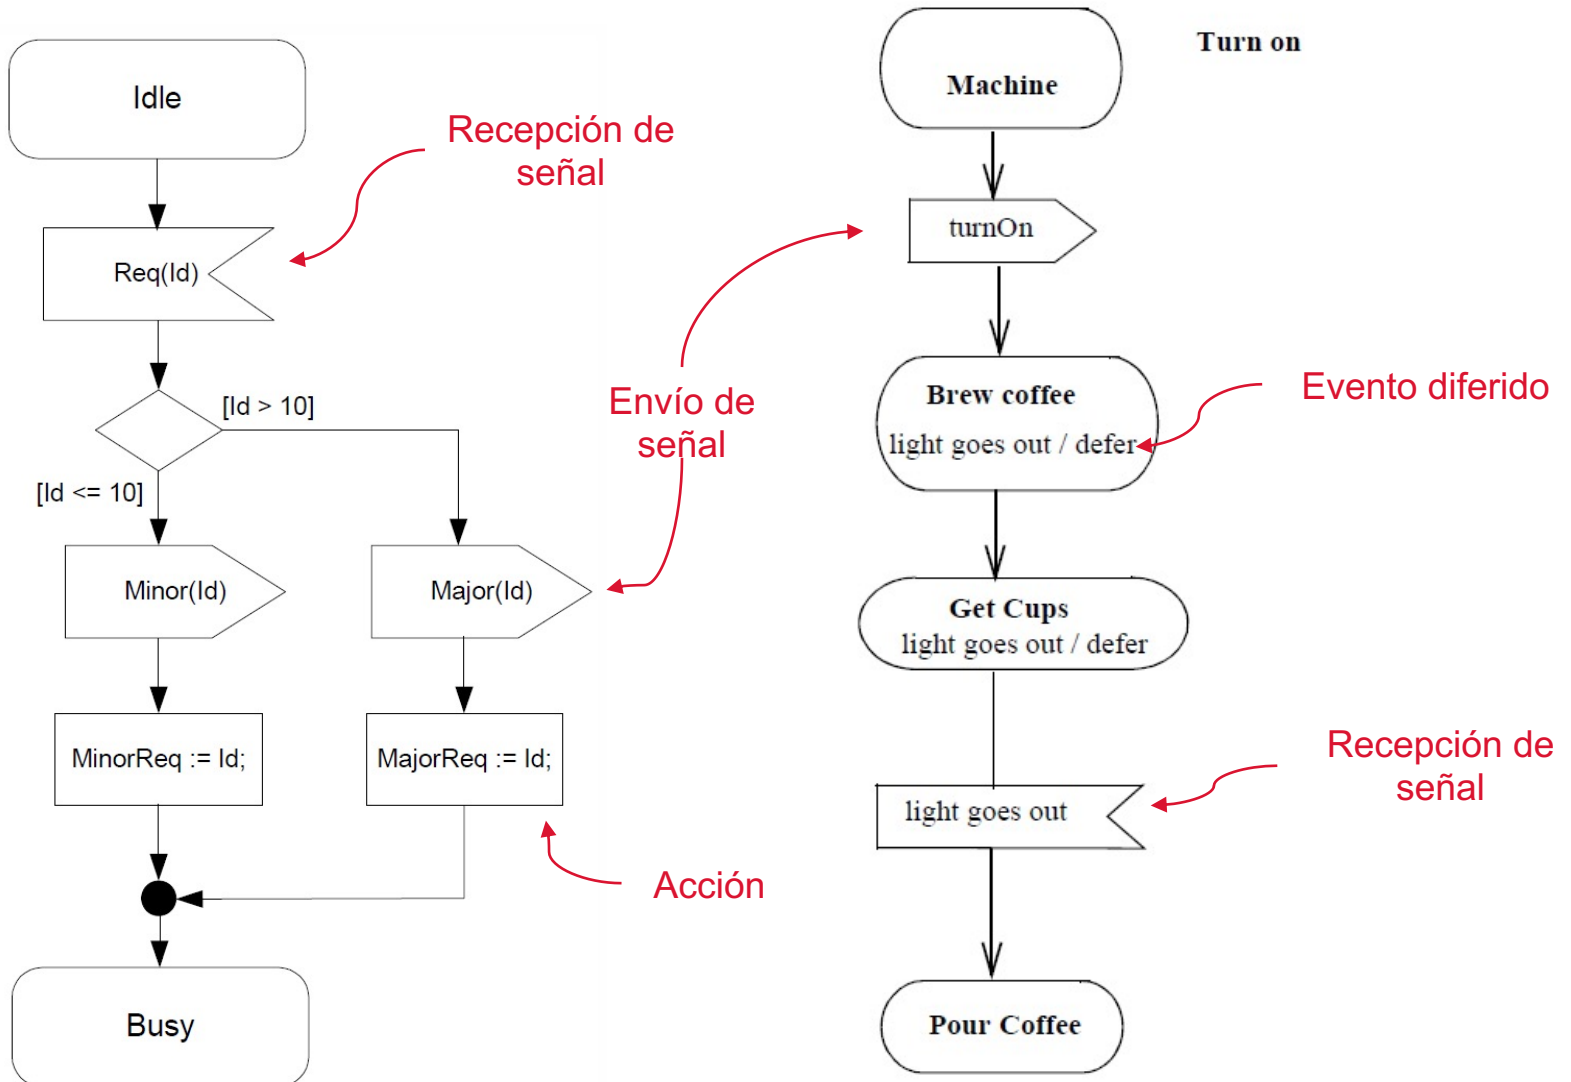 Idle
Recepción de
señal
Req(Id)
[Id > 10]
[Id <= 10]
Minor(Id)
Major(Id)
MinorReq := Id;
MajorReq := Id;
Acción
Busy
Envío de
señal
Turn on
Machine
turnOn
Brew coffee
light goes out / defer
Evento diferido
Get Cups
light goes out / defer
light goes out
Recepción de
señal
Pour Coffee